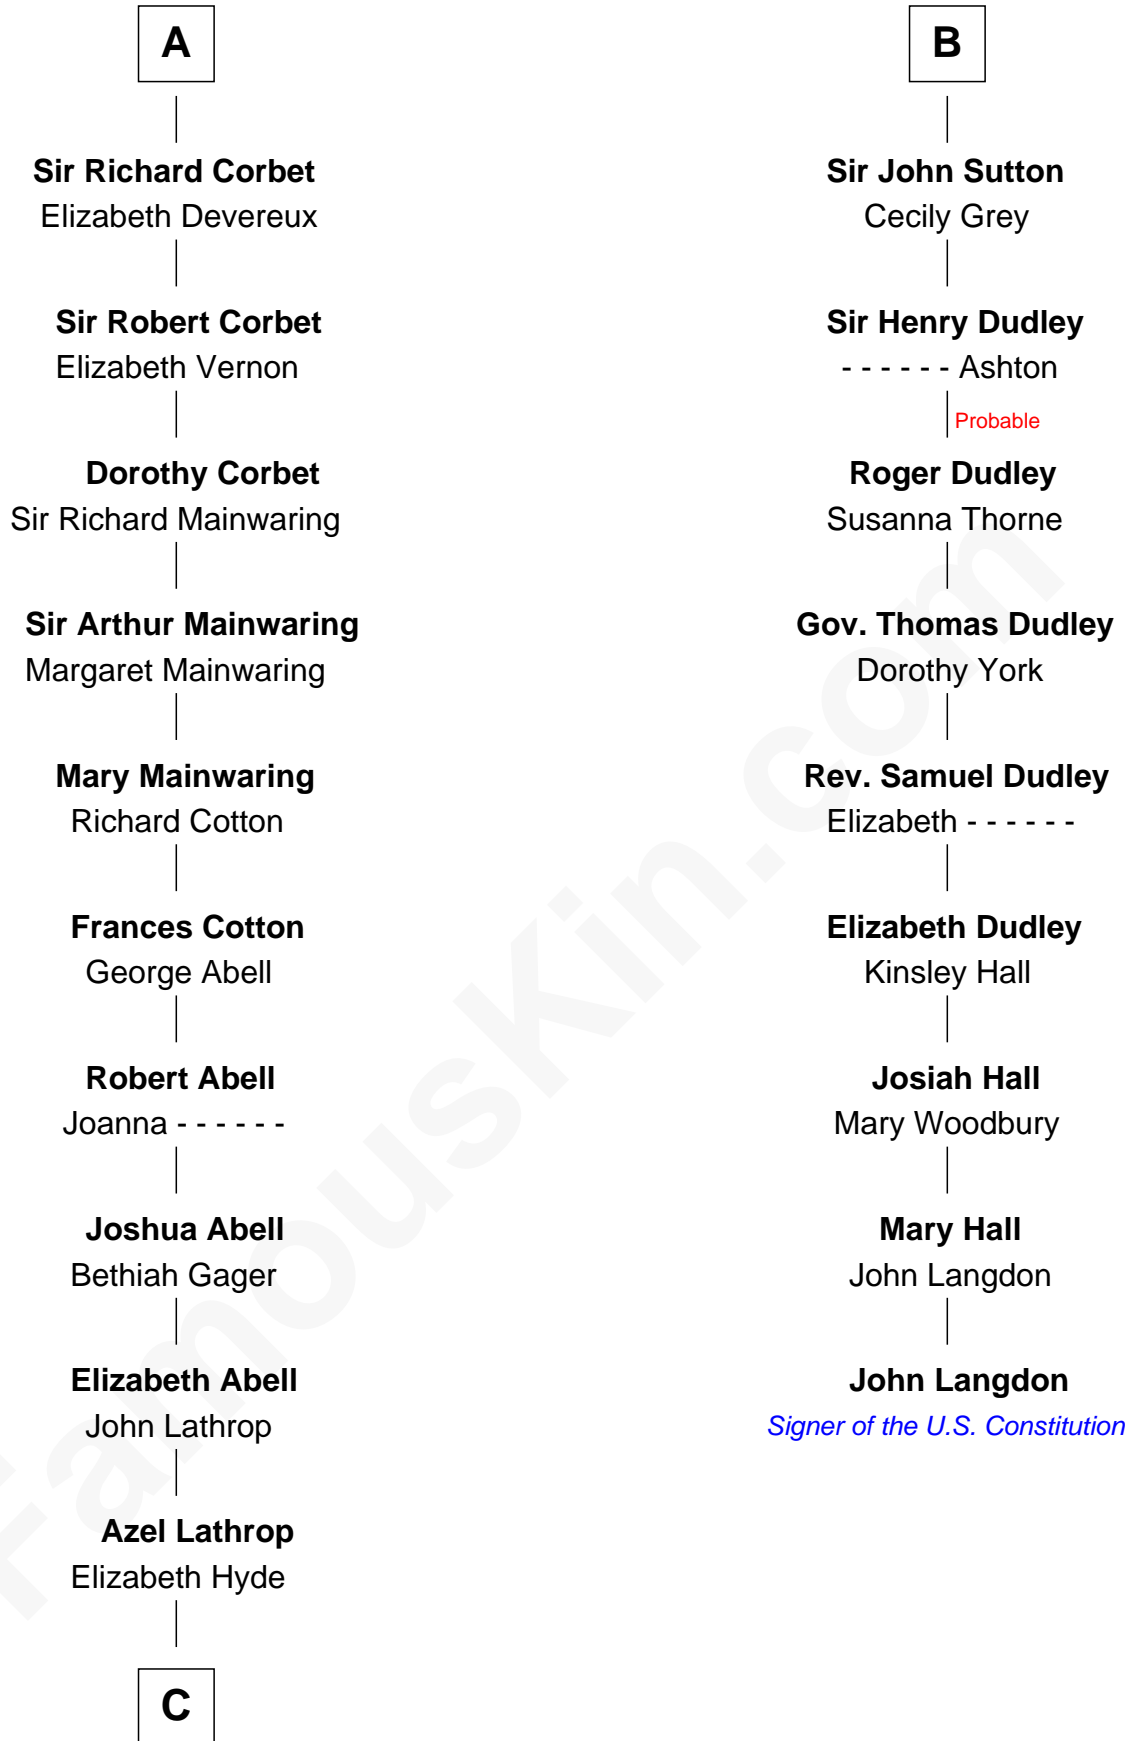 A
Sir Richard Corbet
Elizabeth Devereux
Sir Robert Corbet
Elizabeth Vernon
Dorothy Corbet
Sir Richard Mainwaring
Sir Arthur Mainwaring
Margaret Mainwaring
Mary Mainwaring
Richard Cotton
Frances Cotton
George Abell
Robert Abell
Joanna - - - - - -
Joshua Abell
Bethiah Gager
Elizabeth Abell
John Lathrop
Azel Lathrop
Elizabeth Hyde
C
B
Sir John Sutton
Cecily Grey
Sir Henry Dudley
- - - - - - Ashton
Probable
Roger Dudley
Susanna Thorne
Gov. Thomas Dudley
Dorothy York
Rev. Samuel Dudley
Elizabeth - - - - - -
Elizabeth Dudley
Kinsley Hall
Josiah Hall
Mary Woodbury
Mary Hall
John Langdon
John Langdon
Signer of the U.S. Constitution
FamousKin.com